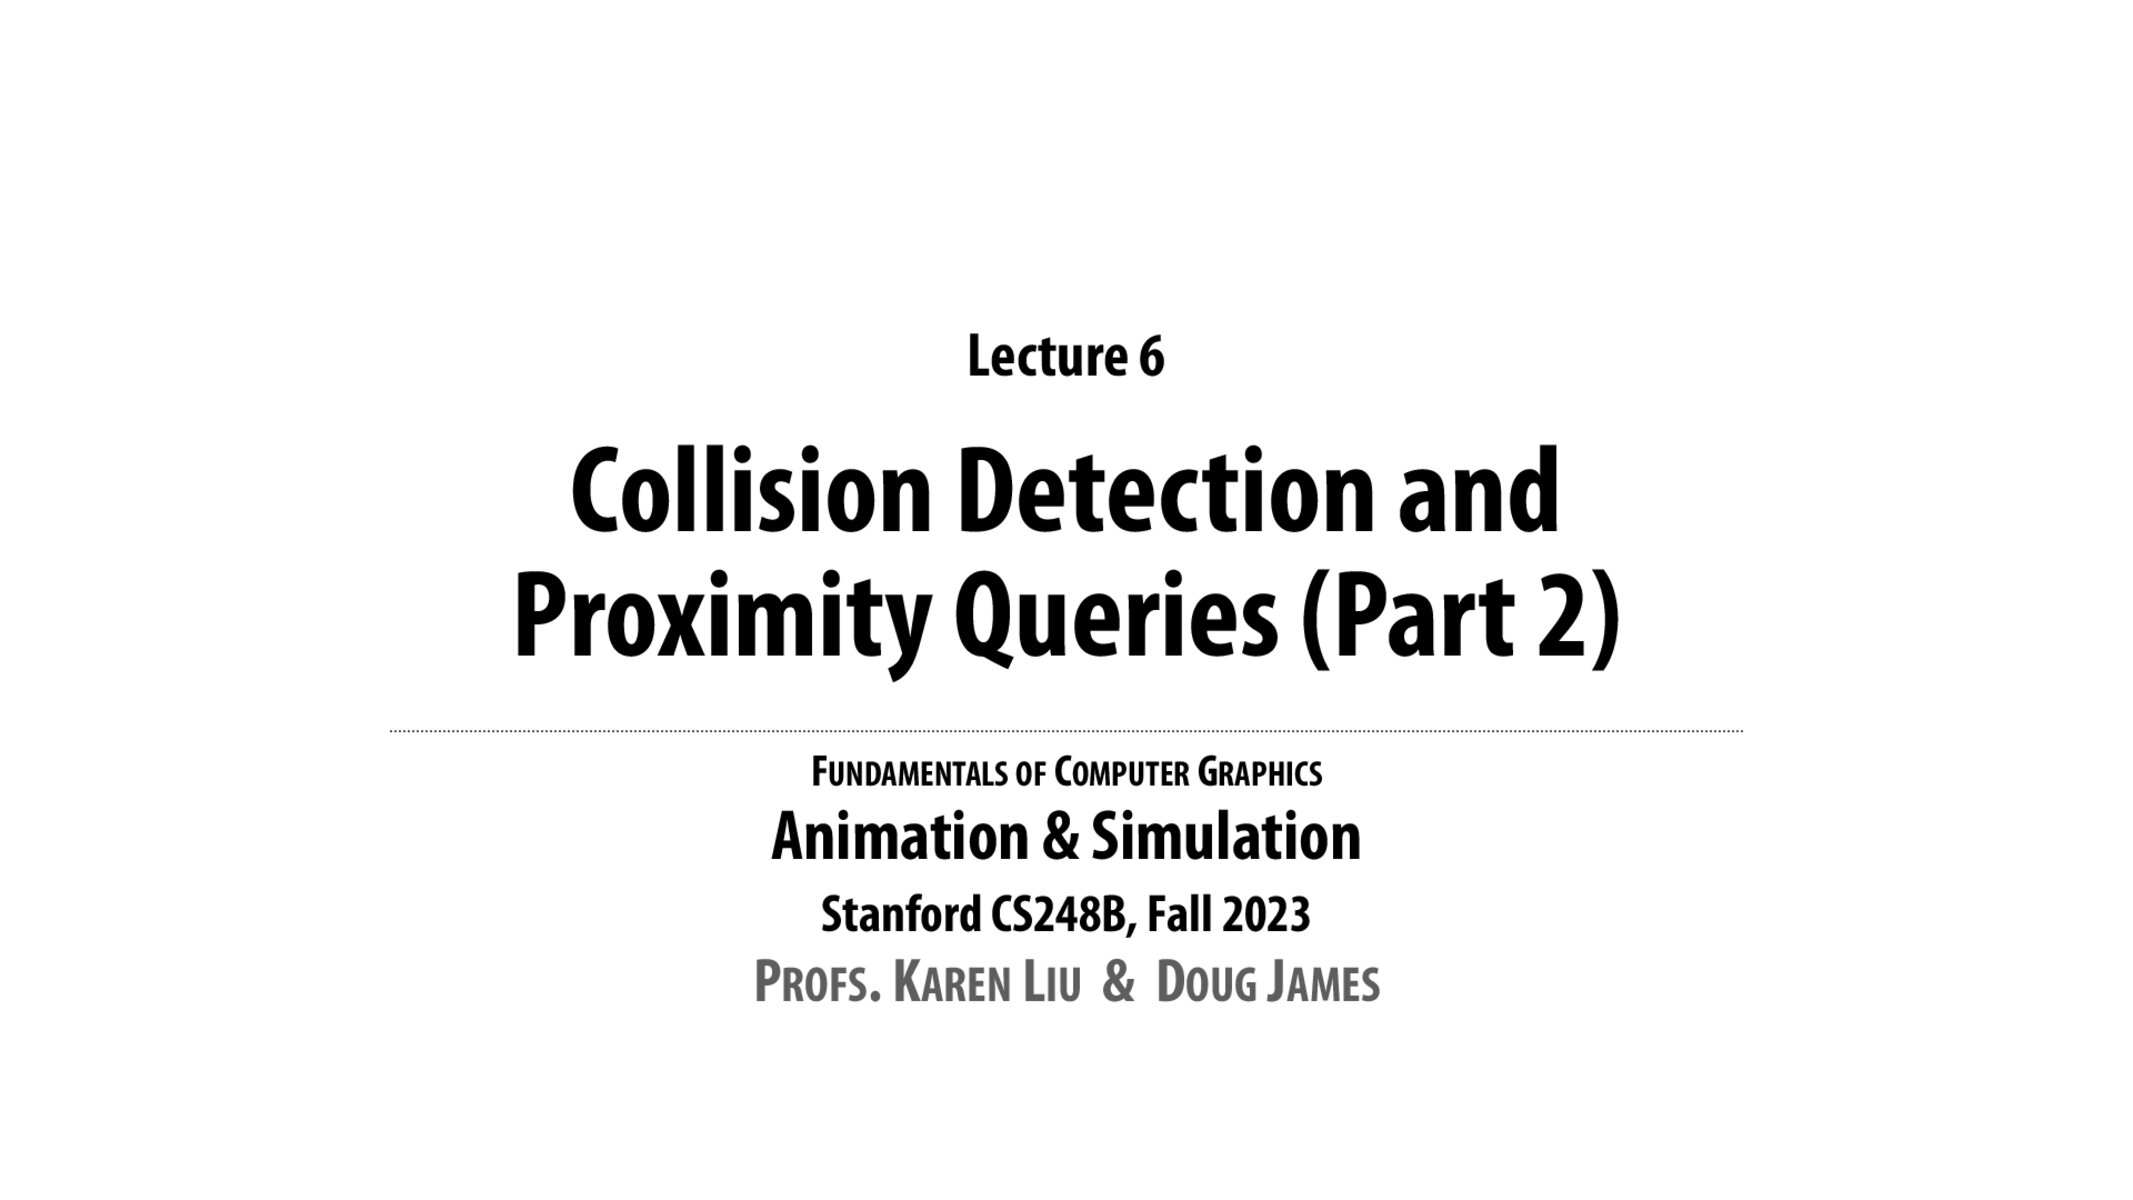 Lecture 6
Collision Detection and
Proximity Queries (Part 2)
FUNDAMENTALS OF COMPUTER GRAPHICS
Animation & Simulation
Stanford CS248B, Fall 2023
PROFS. KAREN LIU & DOUG JAMES